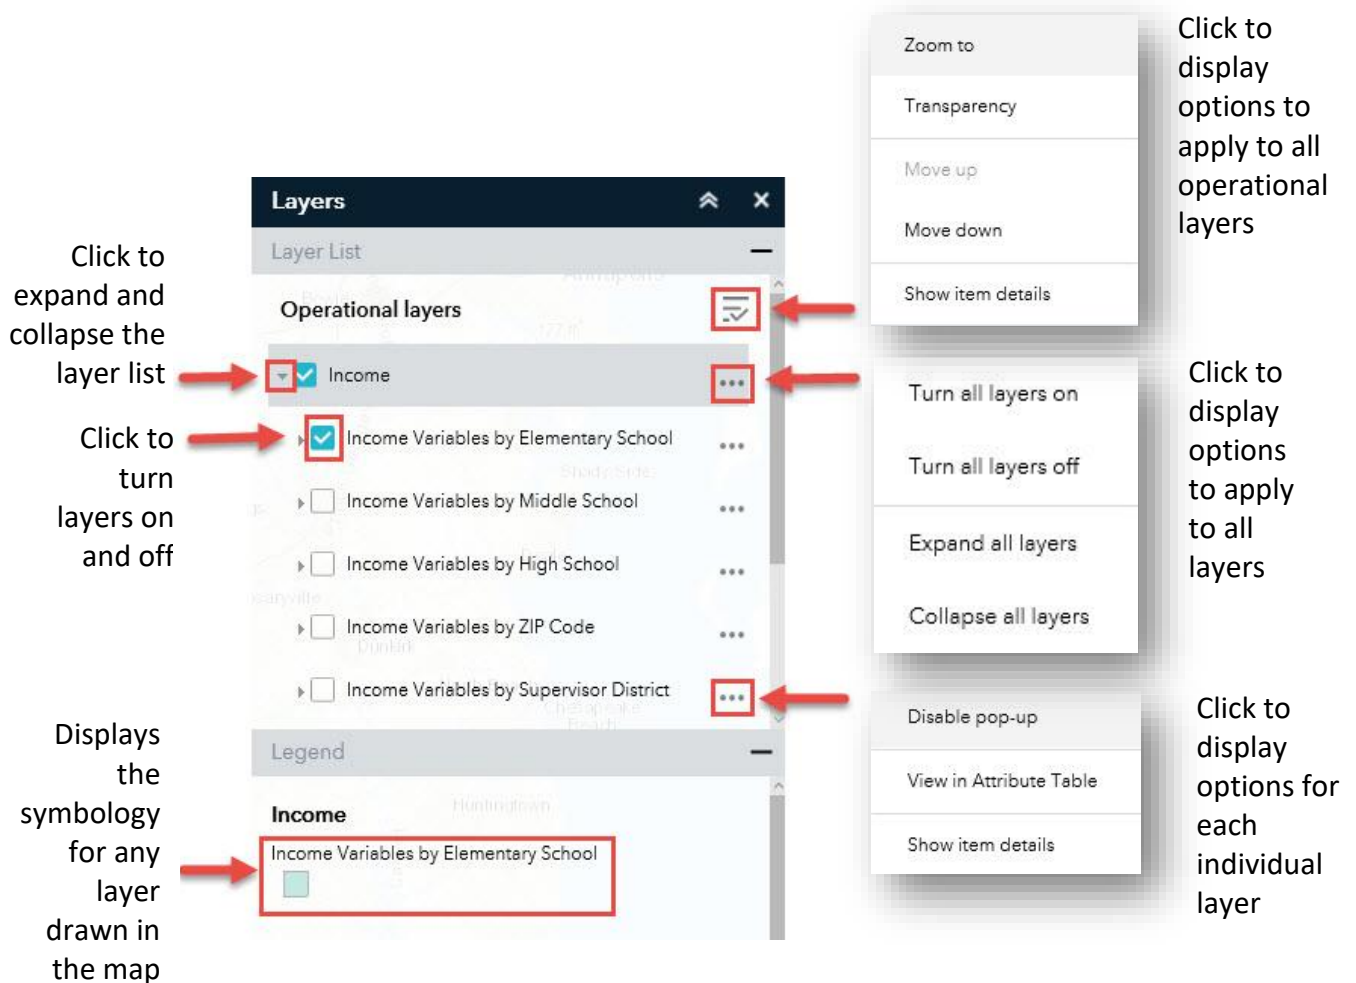 Click to
expand and
collapse the
layer list
Click to
turn
layers on
and off
Displays
the
symbology
for any
layer
drawn in
the map
Layers
Layer List
Operational layers
Income
Income Variables by Elementary School
Income Variables by Middle School
Income Variables by High School
Income Variables by ZIP Code
Income Variables by Supervisor District
Legend
Income
Income Variables by Elementary School
Zoom to
Transparency
Move up
Move down
Show item details
Click to
display
options to
apply to all
operational
layers
Turn all layers on
Turn all layers off
Expand all layers
Collapse all layers
Click to
display
options
to apply
to all
layers
Disable pop-up
View in Attribute Table
Show item details
Click to
display
options for
each
individual
layer
Shady Side
Dunkirk
Chesapeake
Beach
Huntingtown